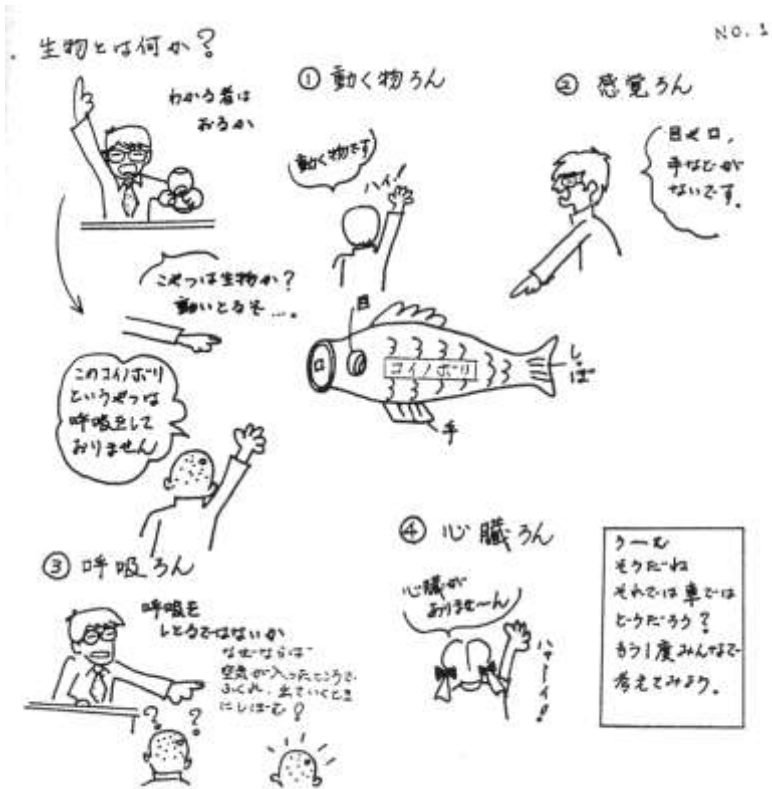 NO. 1
生物とは何か？
わかる者は
おるか
① 動く物ろん
動く物です
ハイ！
② 感覚ろん
目や口、
手などが
ないです。
こやつは生物か？
動いとるぞ…。
目
口
コイノボリ
しっぽ
手
このコイノボリ
というやつは
呼吸をして
おりません
③ 呼吸ろん
呼吸を
しとるではないか
なぜならば
空気が入ったところで
ふくれ、出ていくとき
にしぼむ？
? ?
④ 心臓ろん
心臓が
ありませーん
ハァーイ！
うーむ
そうだね
それでは車では
どうだろう？
もう1度みんなで
考えてみよう。